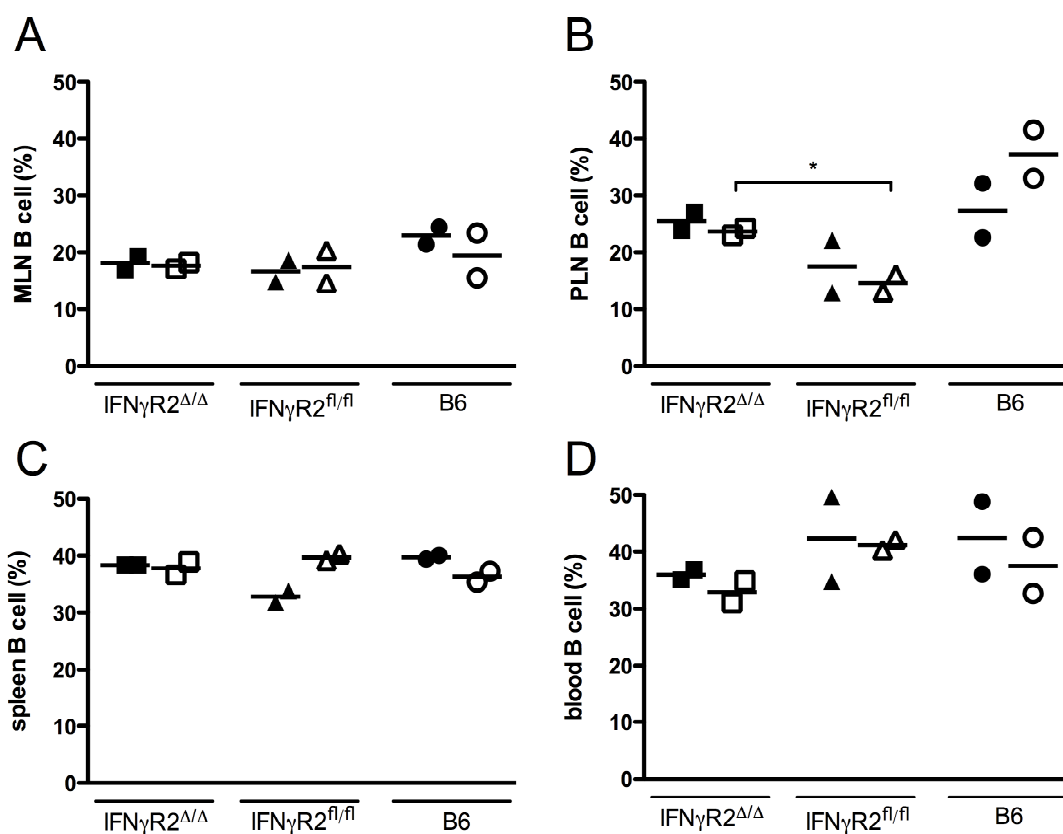 A
MLN B cell (%)
50
40
30
20
10
0
IFNγR2Δ/Δ
IFNγR2fl/fl
B6
B
PLN B cell (%)
50
40
30
20
10
0
*
IFNγR2Δ/Δ
IFNγR2fl/fl
B6
C
spleen B cell (%)
50
40
30
20
10
0
IFNγR2Δ/Δ
IFNγR2fl/fl
B6
D
blood B cell (%)
50
40
30
20
10
0
IFNγR2Δ/Δ
IFNγR2fl/fl
B6